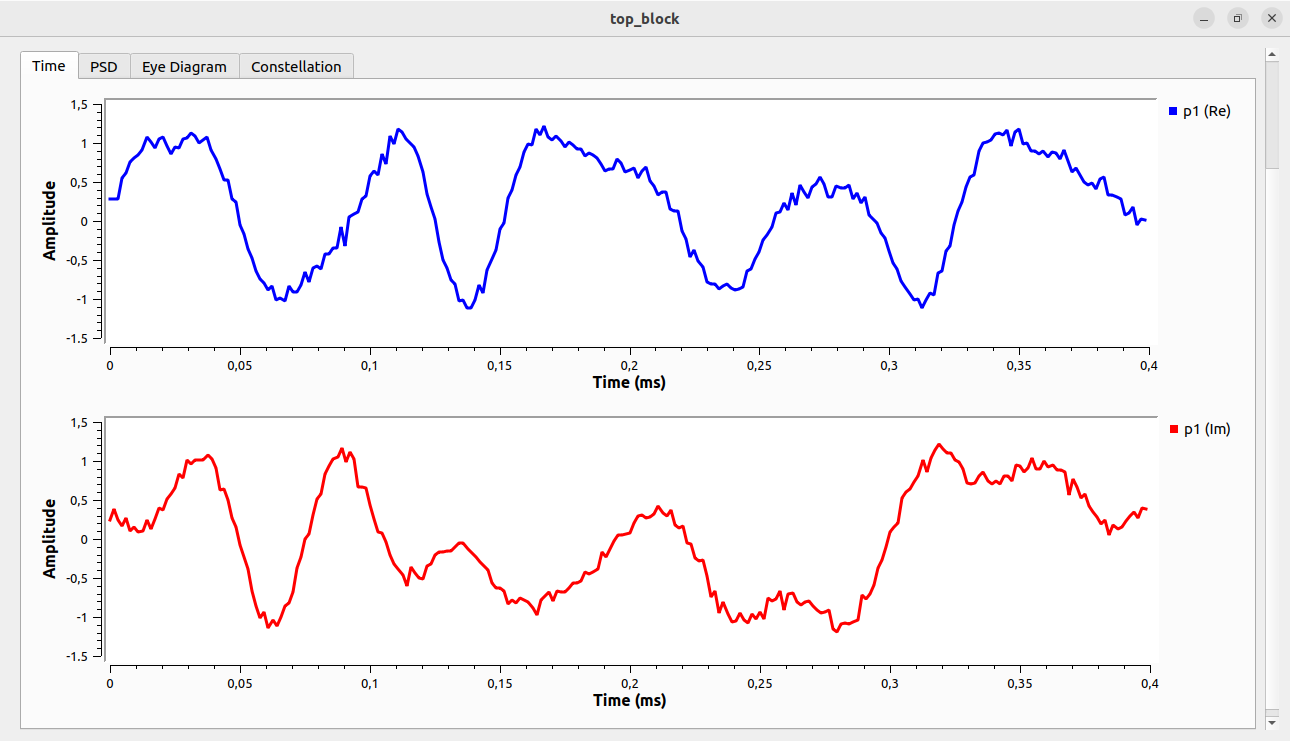 top_block
Time PSD Eye Diagram Constellation
1,5
1
0,5
0
-0,5
-1
-1.5
Amplitude
p1 (Re)
0 0,05 0,1 0,15 0,2 0,25 0,3 0,35 0,4
Time (ms)
1,5
1
0,5
0
-0,5
-1
-1.5
Amplitude
p1 (Im)
0 0,05 0,1 0,15 0,2 0,25 0,3 0,35 0,4
Time (ms)